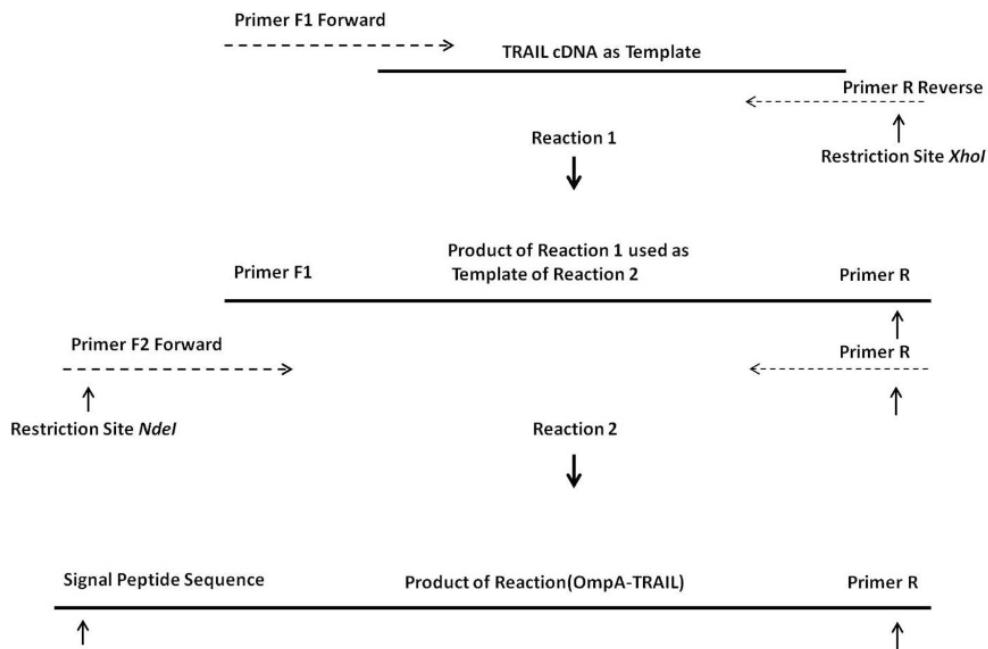 Primer F1 Forward
TRAIL cDNA as Template
Primer R Reverse
Reaction 1
Restriction Site XhoI
Product of Reaction 1 used as
Template of Reaction 2
Primer F1
Primer R
Primer F2 Forward
Primer R
Restriction Site NdeI
Reaction 2
Signal Peptide Sequence
Product of Reaction(OmpA-TRAIL)
Primer R